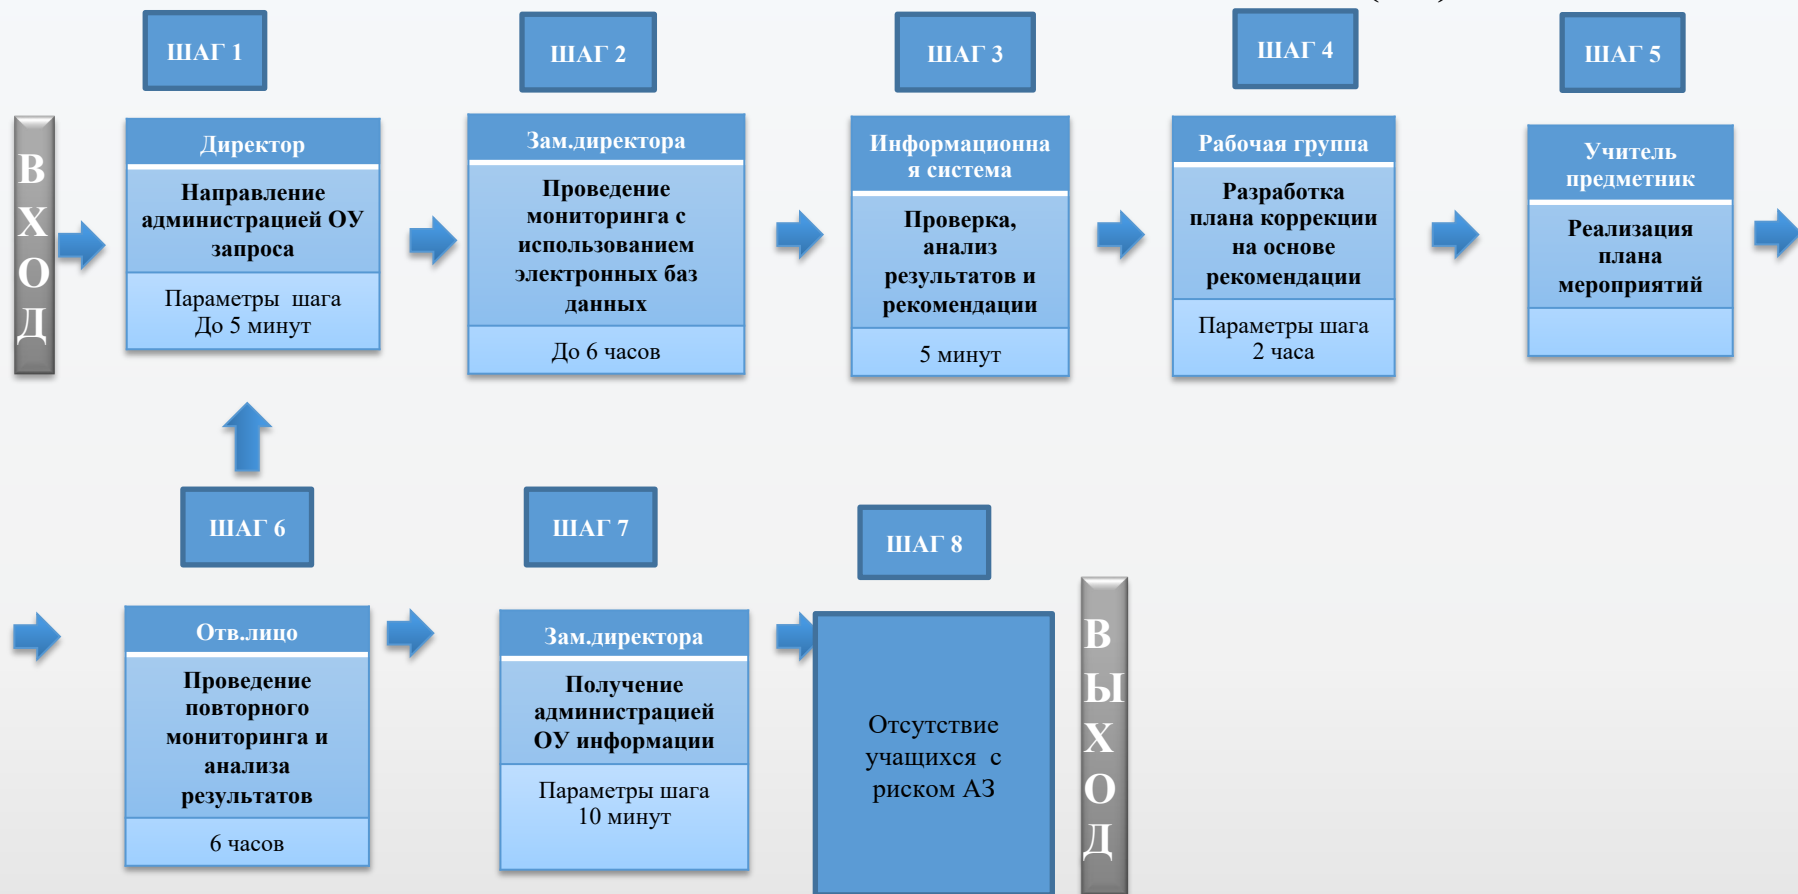 ШАГ 1
ШАГ 2
ШАГ 3
ШАГ 4
ШАГ 5
ВХОД
Директор
Направление
администрацией ОУ
запроса
Параметры шага
До 5 минут
Зам.директора
Проведение
мониторинга с
использованием
электронных баз
данных
До 6 часов
Информационна
я система
Проверка,
анализ
результатов и
рекомендации
5 минут
Рабочая группа
Разработка
плана коррекции
на основе
рекомендации
Параметры шага
2 часа
Учитель
предметник
Реализация
плана
мероприятий
ШАГ 6
ШАГ 7
ШАГ 8
Отв.лицо
Проведение
повторного
мониторинга и
анализа
результатов
6 часов
Зам.директора
Получение
администрацией
ОУ информации
Параметры шага
10 минут
Отсутствие
учащихся с
риском АЗ
ВЫХОД